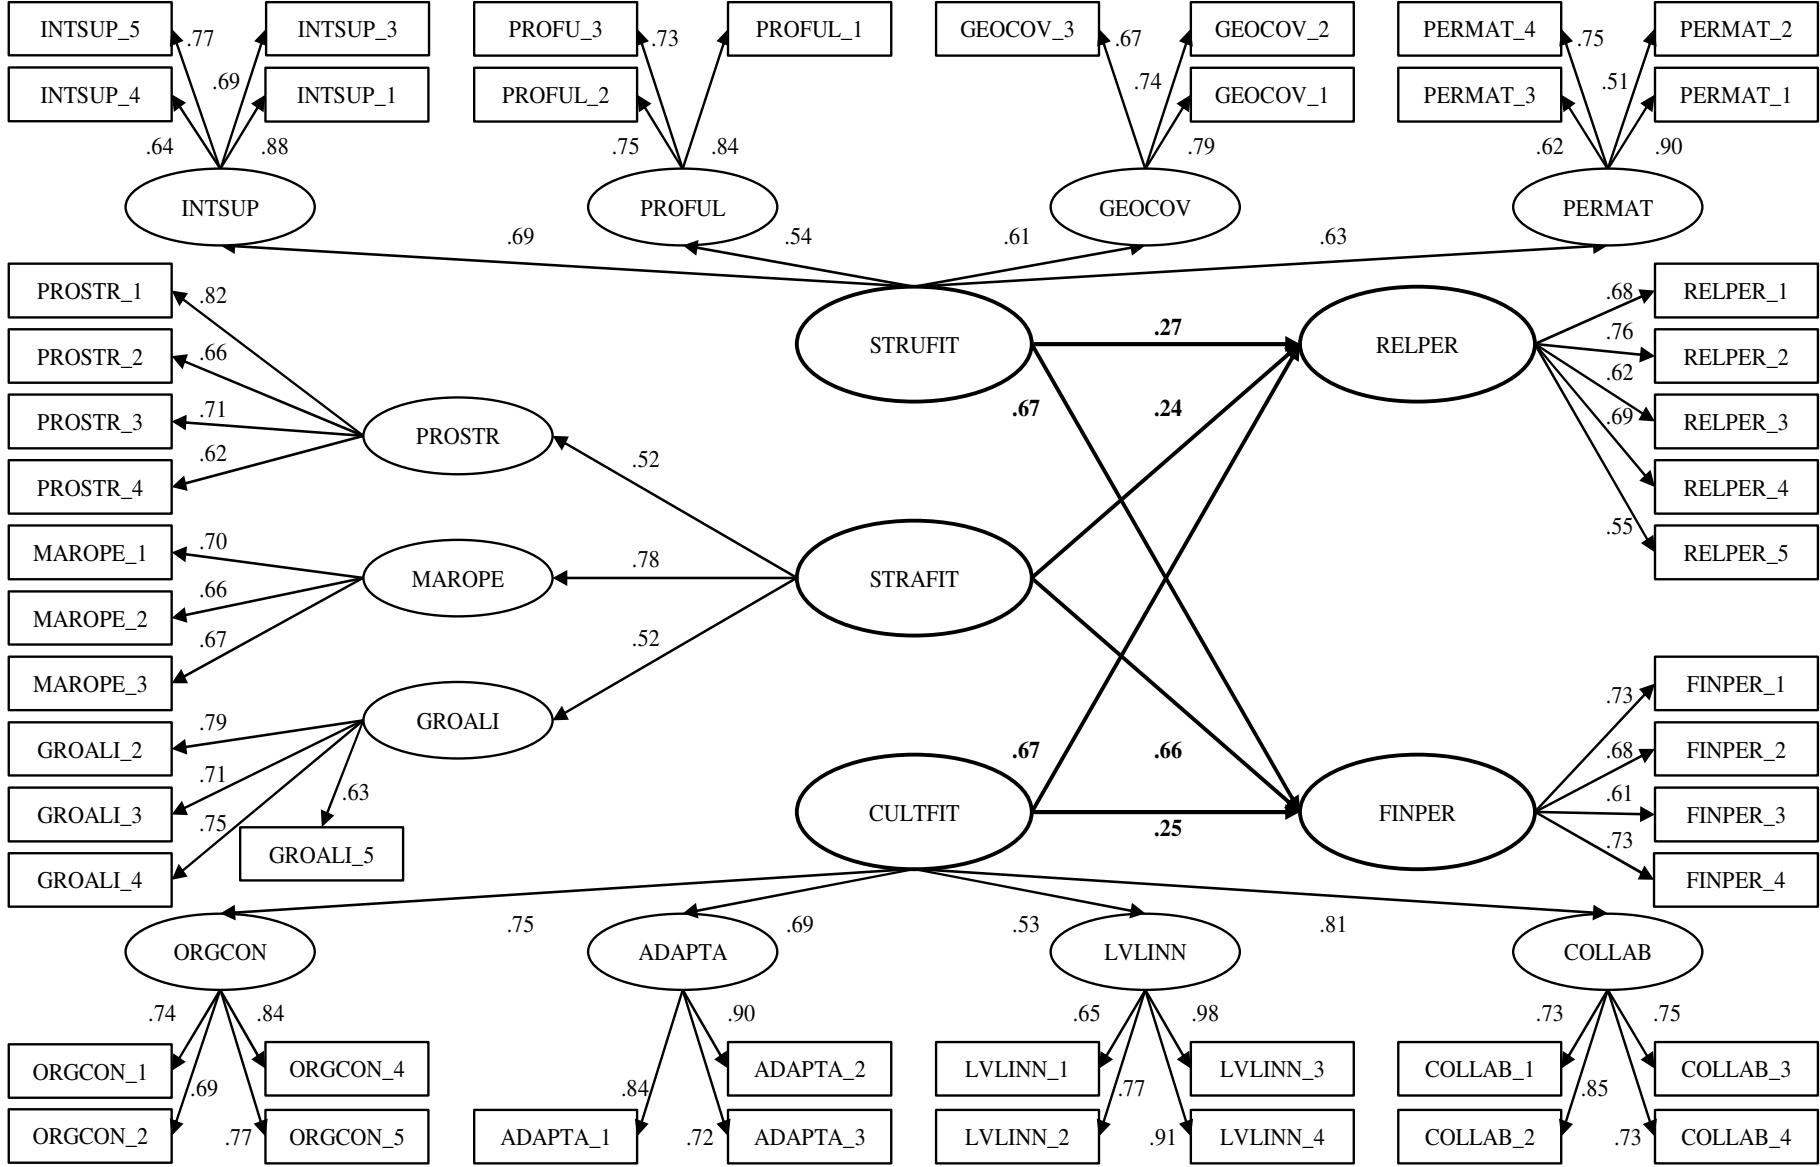 INTSUP_5
.77
INTSUP_3
PROFU_3
.73
PROFUL_1
GEOCOV_3
.67
GEOCOV_2
PERMAT_4
.75
PERMAT_2
INTSUP_4
.69
INTSUP_1
PROFUL_2
.74
GEOCOV_1
PERMAT_3
.51
PERMAT_1
.64
.88
.75
.84
.79
.62
.90
INTSUP
PROFUL
GEOCOV
PERMAT
.69
.54
.61
.63
PROSTR_1
.82
PROSTR_2
.66
PROSTR_3
.71
PROSTR_4
.62
PROSTR
.52
STRUFIT
.27
RELPER
.67
.24
.68
RELPER_1
.76
RELPER_2
.62
RELPER_3
.69
RELPER_4
.55
RELPER_5
MAROPE_1
.70
MAROPE_2
.66
MAROPE_3
.67
MAROPE
.78
STRAFIT
.52
GROALI
GROALI_2
.79
GROALI_3
.71
GROALI_4
.75
.63
GROALI_5
.67
.66
CULTFIT
.25
FINPER
.73
FINPER_1
.68
FINPER_2
.61
FINPER_3
.73
FINPER_4
.75
.69
.53
.81
ORGCON
ADAPTA
LVLINN
COLLAB
.74
.84
.90
.65
.98
.73
.75
ORGCON_1
ORGCON_4
ADAPTA_2
LVLINN_1
LVLINN_3
COLLAB_1
COLLAB_3
.69
.84
.77
.85
ORGCON_2
.77
ORGCON_5
ADAPTA_1
.72
ADAPTA_3
LVLINN_2
.91
LVLINN_4
COLLAB_2
.73
COLLAB_4